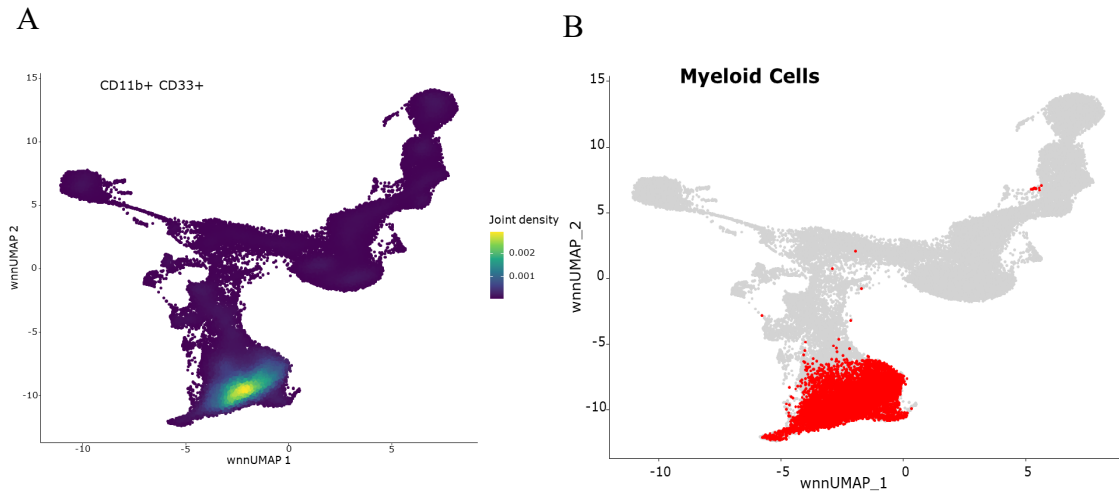 A
CD11b+ CD33+
15
10
5
0
-5
-10
wnnUMAP 2
-10
-5
0
5
wnnUMAP 1
Joint density
0.002
0.001
B
Myeloid Cells
15
10
5
0
-5
-10
wnnUMAP_2
-10
-5
0
5
wnnUMAP_1